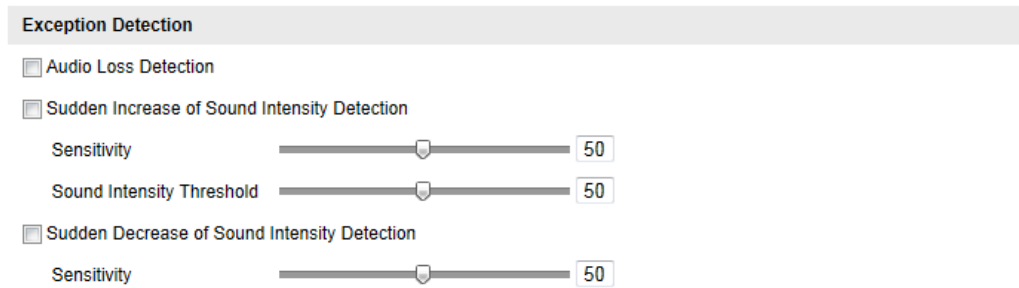 Exception Detection
Audio Loss Detection
Sudden Increase of Sound Intensity Detection
Sensitivity 50
Sound Intensity Threshold 50
Sudden Decrease of Sound Intensity Detection
Sensitivity 50